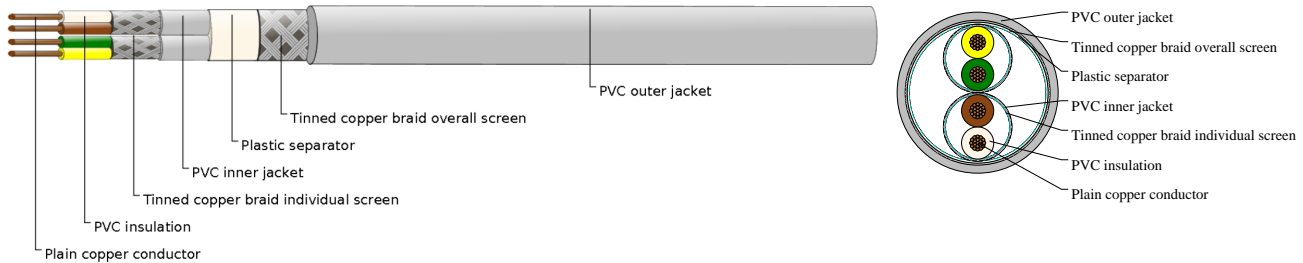 PVC outer jacket
Tinned copper braid overall screen
Plastic separator
PVC inner jacket
Tinned copper braid individual screen
PVC insulation
Plain copper conductor
PVC outer jacket
Tinned copper braid overall screen
Plastic separator
PVC inner jacket
Tinned copper braid individual screen
PVC insulation
Plain copper conductor